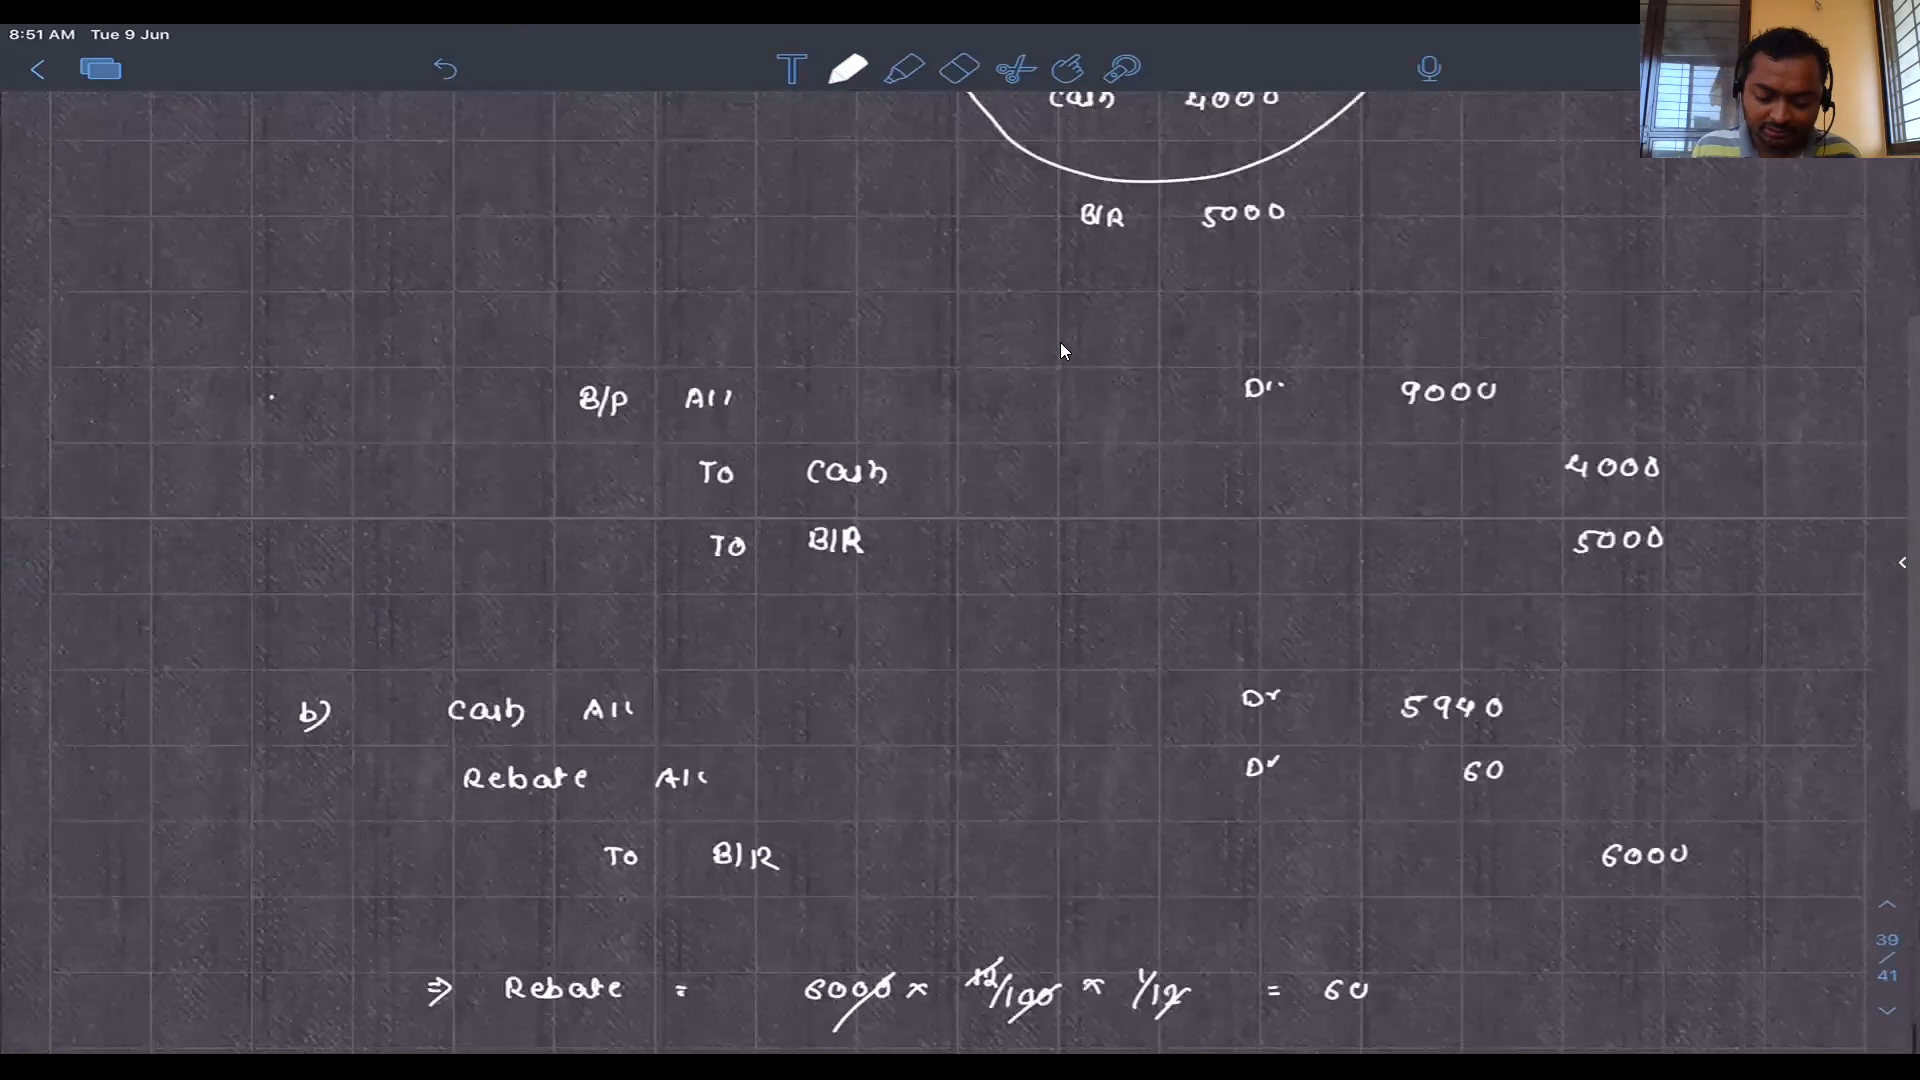 8:51 AM Tue 9 Jun
Cash 4000
B/R 5000
B/P A/c Dr. 9000
To Cash 4000
To B/R 5000
b) Cash A/c Dr 5940
Rebate A/c Dr 60
To B/R 6000
⇒ Rebate = 6000 × 12/100 × 1/12 = 60
39
/
41